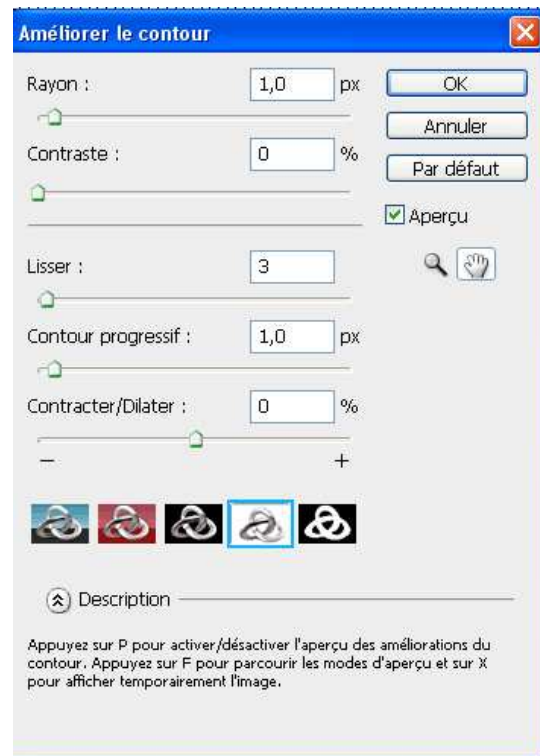 Améliorer le contour
Rayon : 1,0 px
OK
Annuler
Contraste : 0 %
Par défaut
Aperçu
Lisser : 3
Contour progressif : 1,0 px
Contracter/Dilater : 0 %
− +
Description
Appuyez sur P pour activer/désactiver l'aperçu des améliorations du
contour. Appuyez sur F pour parcourir les modes d'aperçu et sur X
pour afficher temporairement l'image.